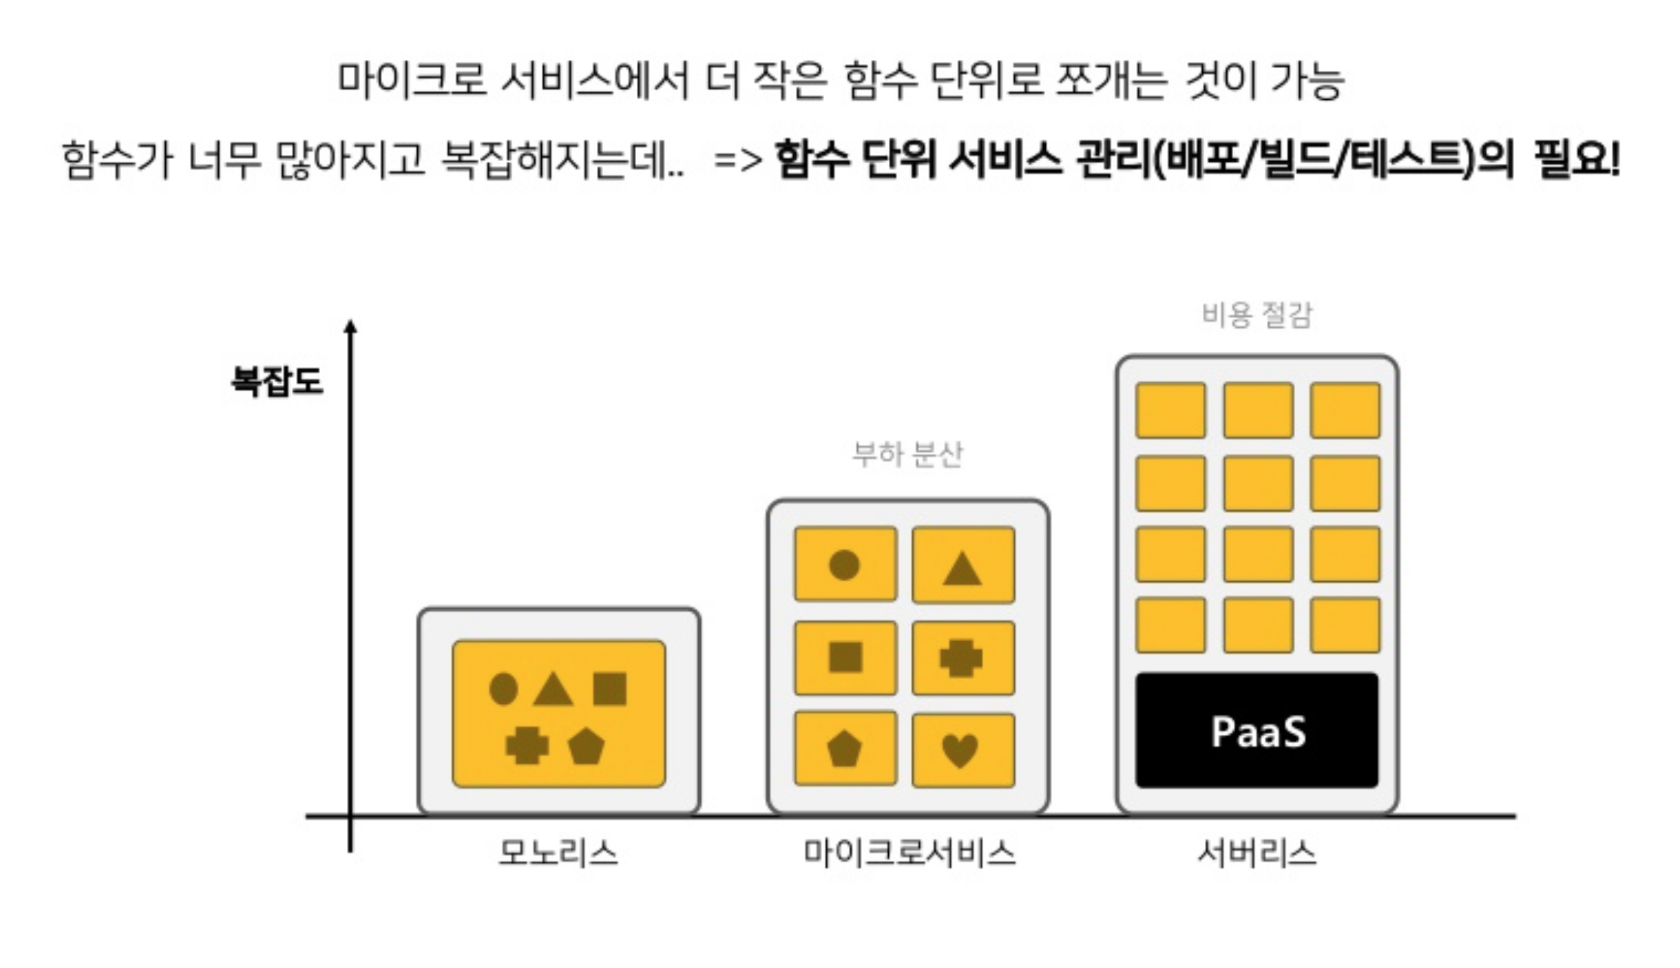 마이크로 서비스에서 더 작은 함수 단위로 쪼개는 것이 가능
함수가 너무 많아지고 복잡해지는데.. => 함수 단위 서비스 관리(배포/빌드/테스트)의 필요!
비용 절감
복잡도
부하 분산
PaaS
모노리스
마이크로서비스
서버리스